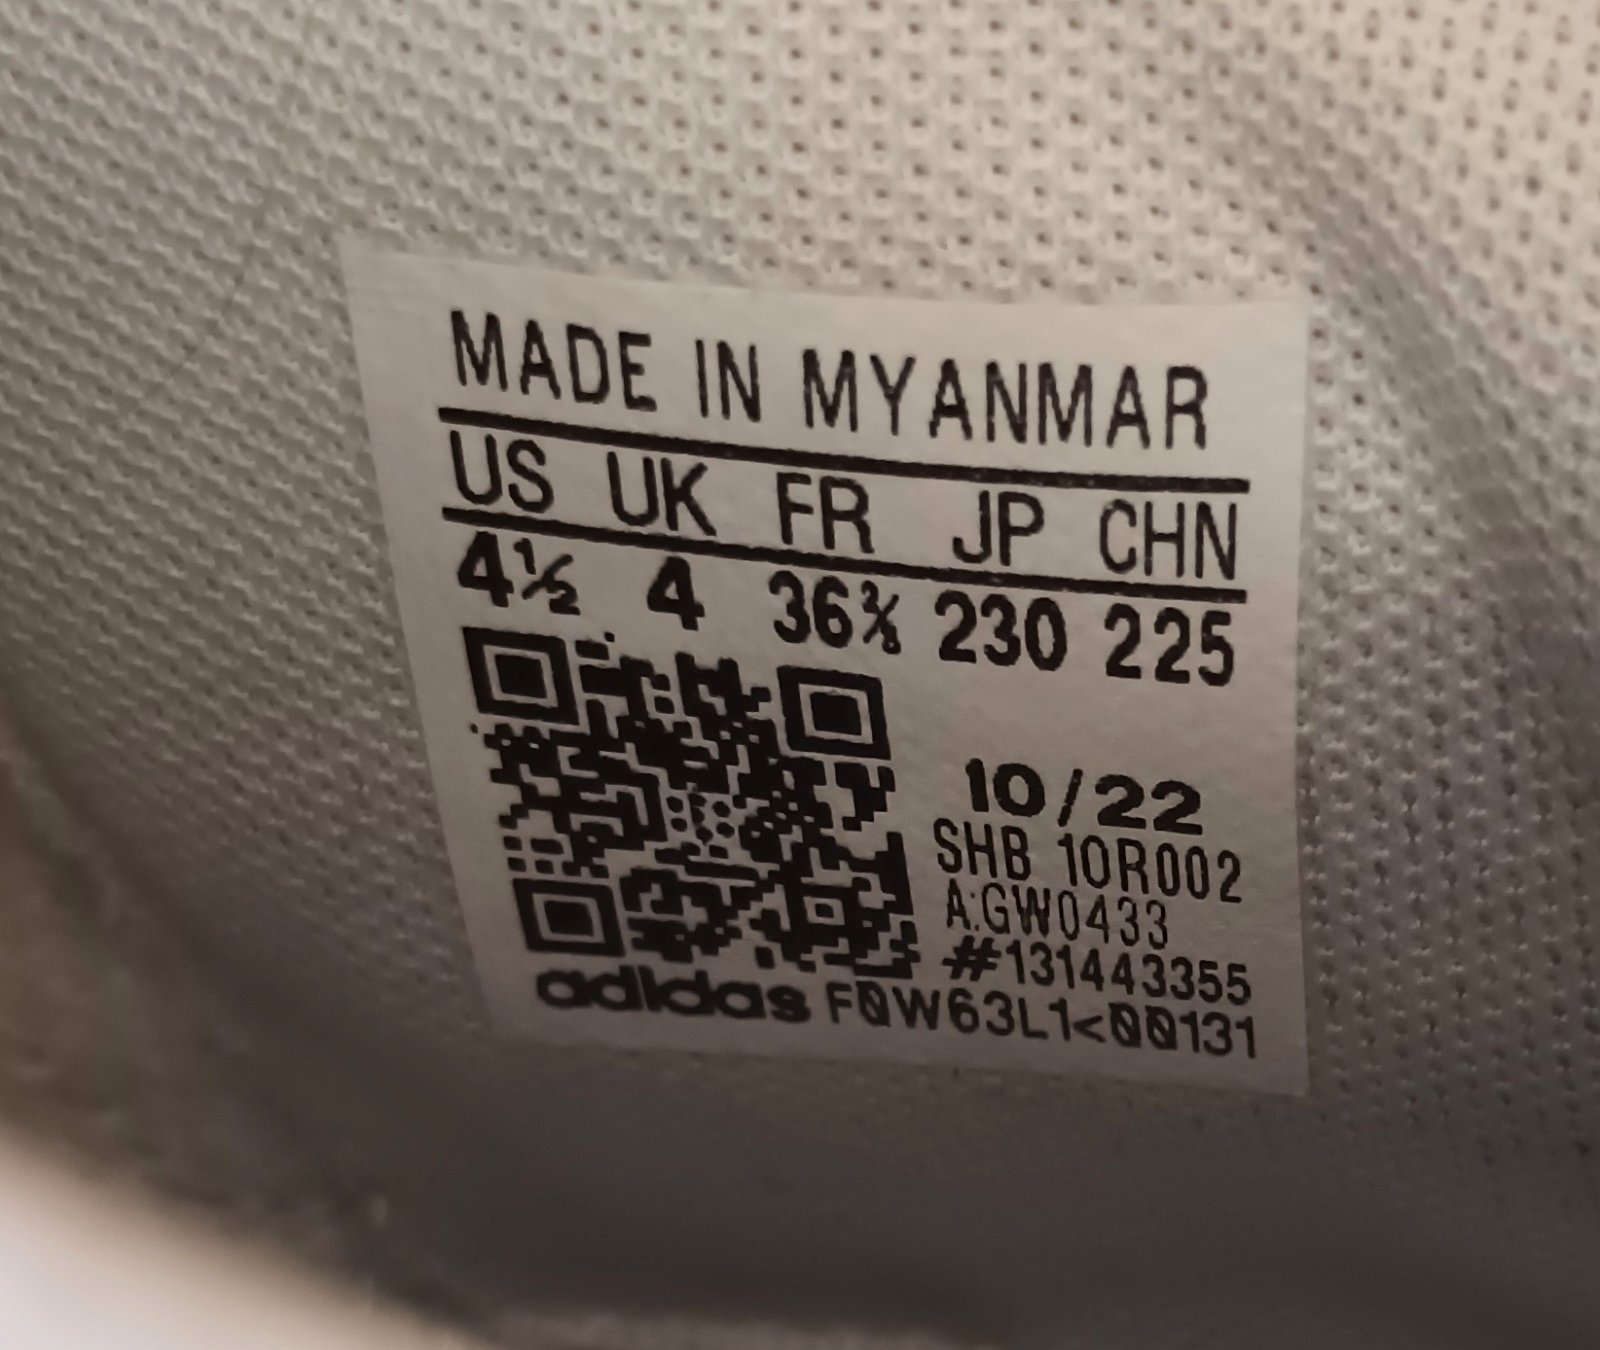 MADE IN MYANMAR
US UK FR JP CHN
4½ 4 36⅔ 230 225
10/22
SHB 10R002
A:GW0433
#131443355
adidas F0W63L1<00131